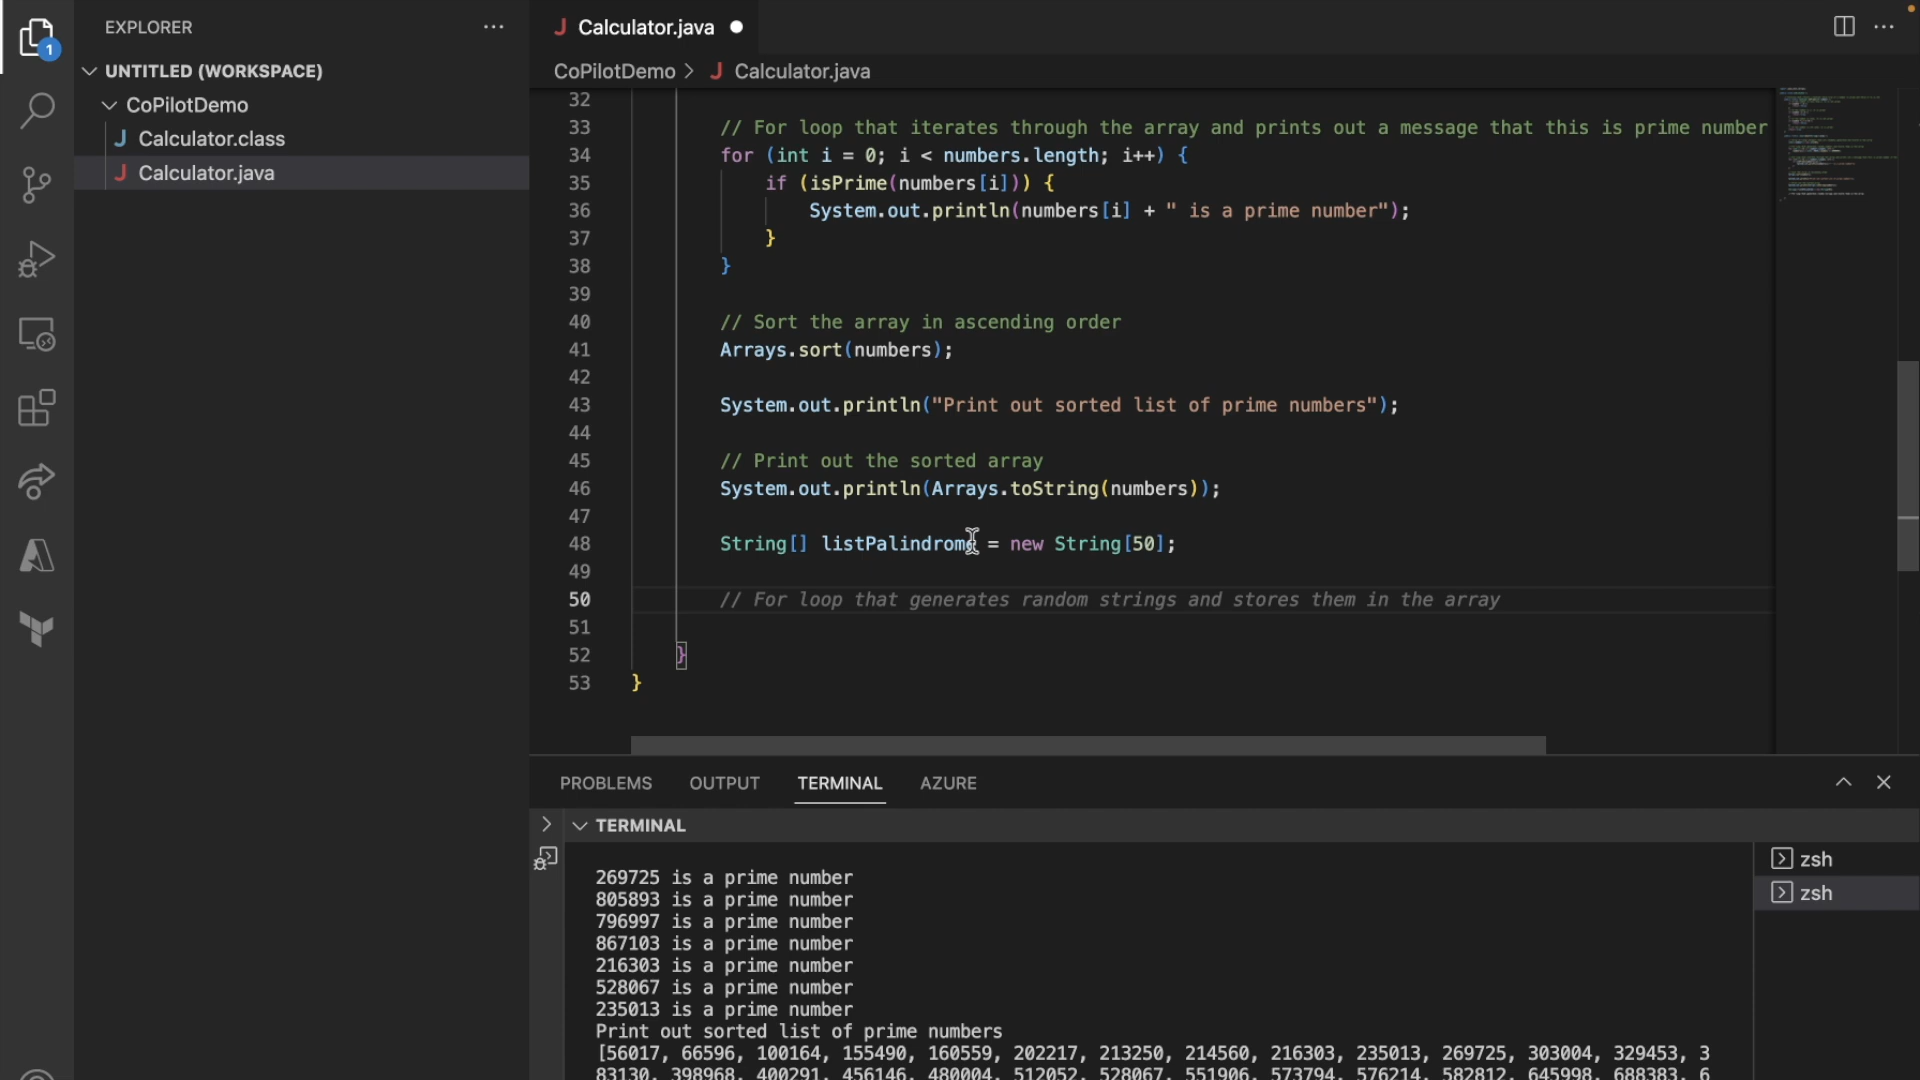 1
EXPLORER
UNTITLED (WORKSPACE)
CoPilotDemo
J Calculator.class
J Calculator.java
J Calculator.java
CoPilotDemo > J Calculator.java
32
33 // For loop that iterates through the array and prints out a message that this is prime number
34 for (int i = 0; i < numbers.length; i++) {
35 if (isPrime(numbers[i])) {
36 System.out.println(numbers[i] + " is a prime number");
37 }
38 }
39
40 // Sort the array in ascending order
41 Arrays.sort(numbers);
42
43 System.out.println("Print out sorted list of prime numbers");
44
45 // Print out the sorted array
46 System.out.println(Arrays.toString(numbers));
47
48 String[] listPalindrome = new String[50];
49
50 // For loop that generates random strings and stores them in the array
51
52 }
53 }
PROBLEMS OUTPUT TERMINAL AZURE
TERMINAL
zsh
zsh
269725 is a prime number
805893 is a prime number
796997 is a prime number
867103 is a prime number
216303 is a prime number
528067 is a prime number
235013 is a prime number
Print out sorted list of prime numbers
[56017, 66596, 100164, 155490, 160559, 202217, 213250, 214560, 216303, 235013, 269725, 303004, 329453, 3
83130, 398968, 400291, 456146, 480004, 512052, 528067, 551906, 573794, 576214, 582812, 645998, 688383, 6